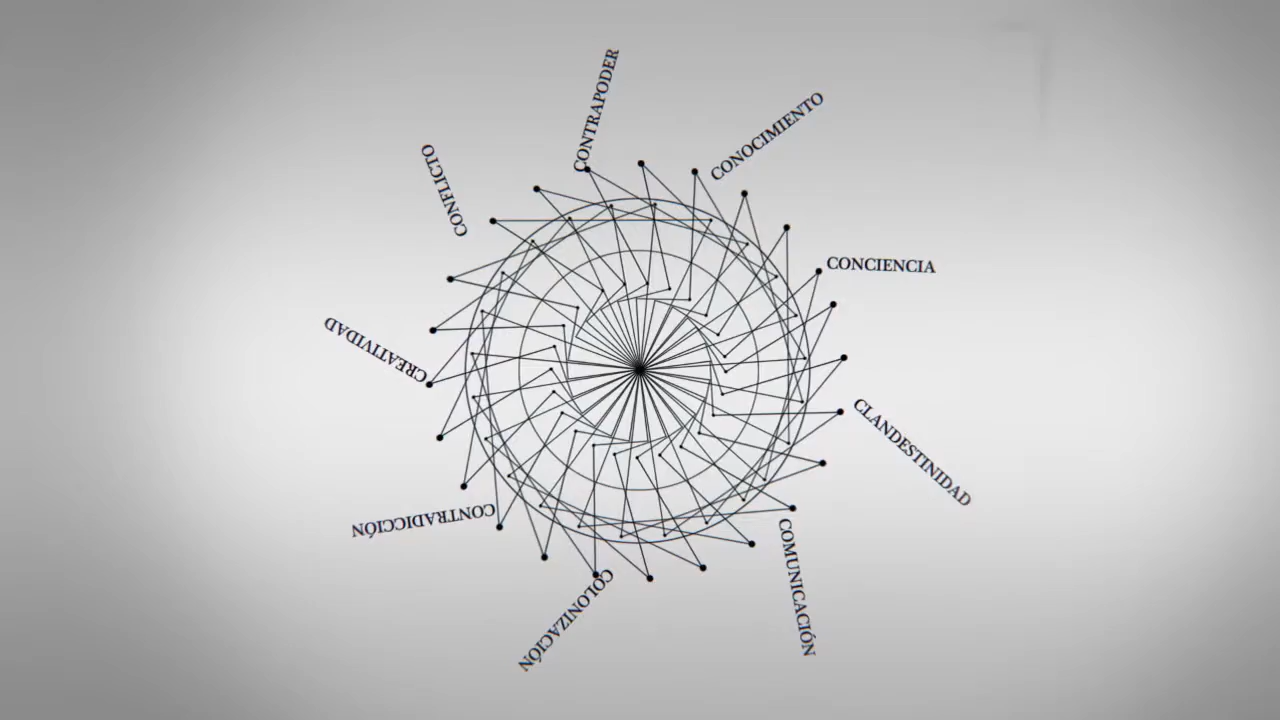 CONTRAPODER
CONOCIMIENTO
CONCIENCIA
CLANDESTINIDAD
COMUNICACIÓN
COLONIZACIÓN
CONTRADICCIÓN
CREATIVIDAD
CONFLICTO